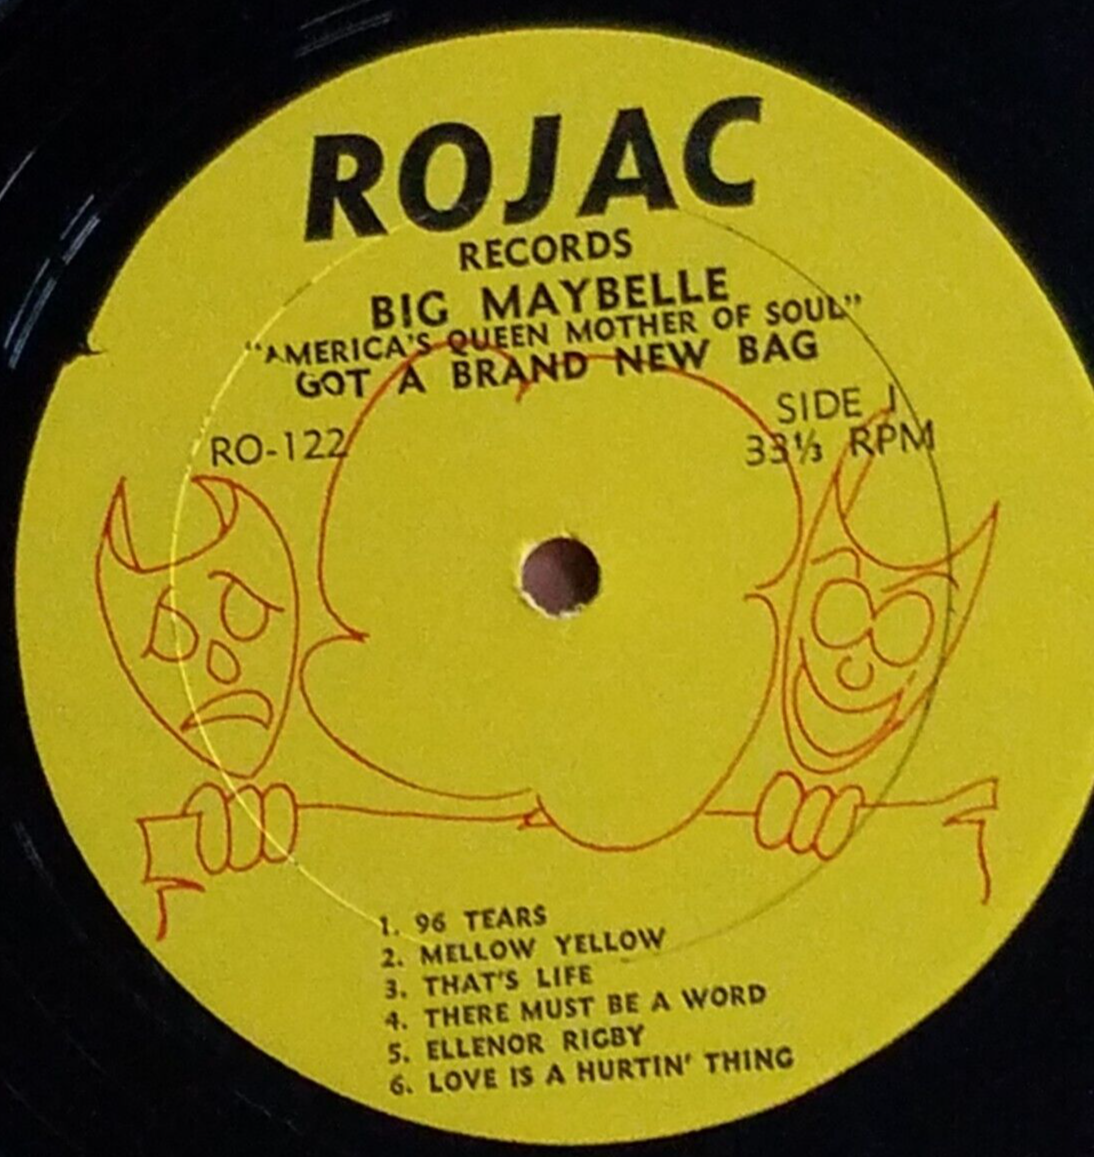 ROJAC
RECORDS
BIG MAYBELLE
"AMERICA'S QUEEN MOTHER OF SOUL"
GOT A BRAND NEW BAG
RO-122
SIDE 1
33⅓ RPM
1. 96 TEARS
2. MELLOW YELLOW
3. THAT'S LIFE
4. THERE MUST BE A WORD
5. ELLENOR RIGBY
6. LOVE IS A HURTIN' THING